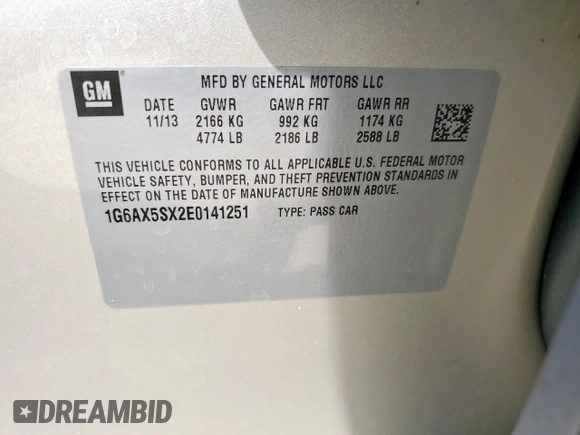 GM ®
MFD BY GENERAL MOTORS LLC
DATE GVWR GAWR FRT GAWR RR
11/13 2166 KG 992 KG 1174 KG
4774 LB 2186 LB 2588 LB
THIS VEHICLE CONFORMS TO ALL APPLICABLE U.S. FEDERAL MOTOR
VEHICLE SAFETY, BUMPER, AND THEFT PREVENTION STANDARDS IN
EFFECT ON THE DATE OF MANUFACTURE SHOWN ABOVE.
1G6AX5SX2E0141251 TYPE: PASS CAR
DREAMBID